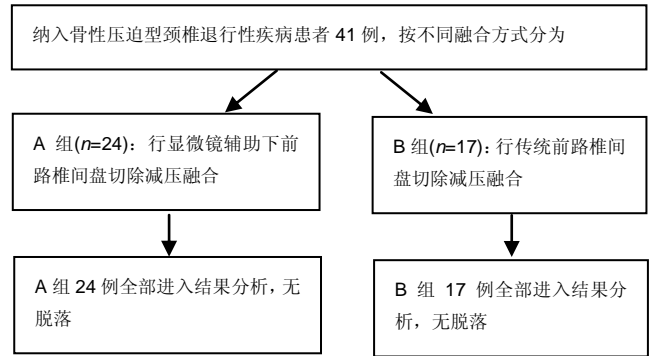 纳入骨性压迫型颈椎退行性疾病患者 41 例，按不同融合方式分为
A 组(n=24)：行显微镜辅助下前
路椎间盘切除减压融合
B 组(n=17)：行传统前路椎间
盘切除减压融合
A 组 24 例全部进入结果分析，无
脱落
B 组 17 例全部进入结果分
析，无脱落